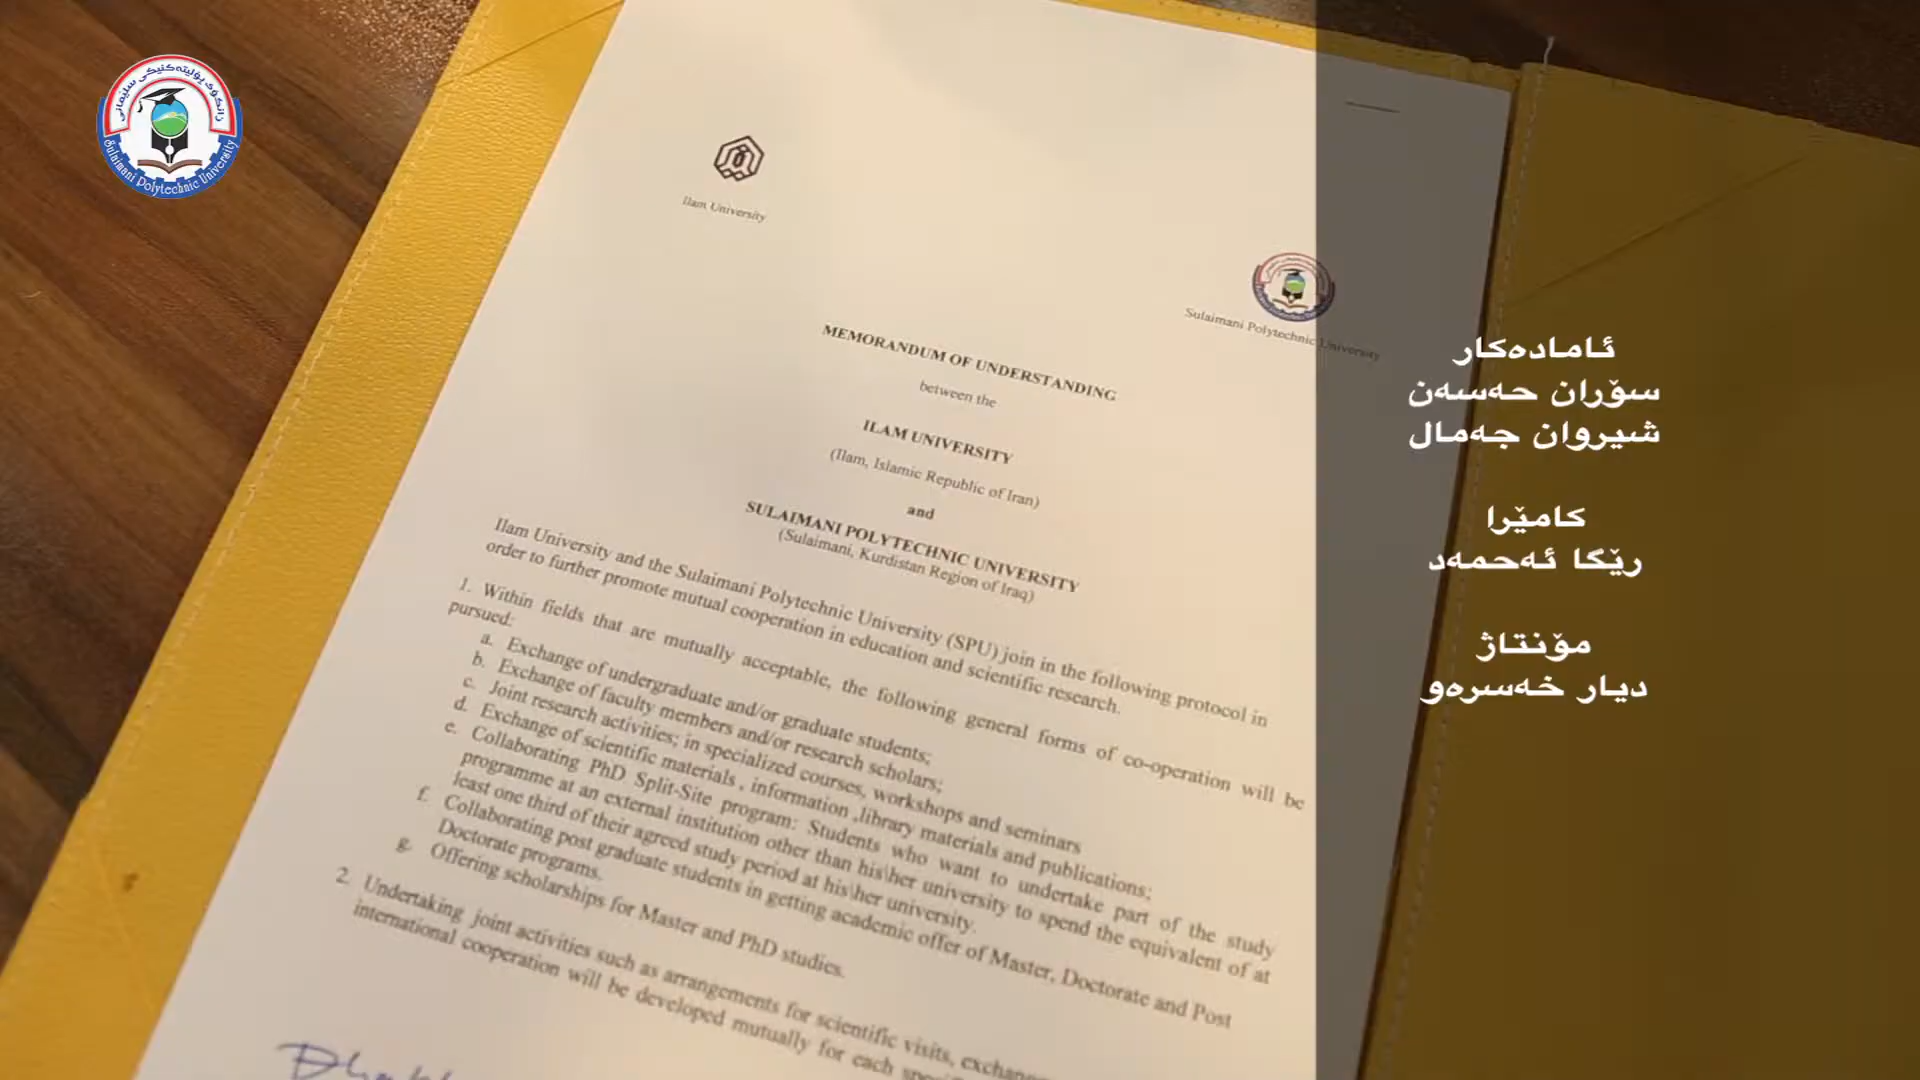 زانکۆی پۆلیتەکنیکی سلێمانی
Sulaimani Polytechnic University
Ilam University
Sulaimani Polytechnic University
MEMORANDUM OF UNDERSTANDING
between the
ILAM UNIVERSITY
(Ilam, Islamic Republic of Iran)
and
SULAIMANI POLYTECHNIC UNIVERSITY
(Sulaimani, Kurdistan Region of Iraq)
Ilam University and the Sulaimani Polytechnic University (SPU) join in the following protocol in
order to further promote mutual cooperation in education and scientific research.
1. Within fields that are mutually acceptable, the following general forms of co-operation will be
pursued:
a. Exchange of undergraduate and/or graduate students;
b. Exchange of faculty members and/or research scholars;
c. Joint research activities; in specialized courses, workshops and seminars
d. Exchange of scientific materials , information ,library materials and publications;
e. Collaborating PhD Split-Site program: Students who want to undertake part of the study
programme at an external institution other than his\her university to spend the equivalent of at
least one third of their agreed study period at his\her university.
f. Collaborating post graduate students in getting academic offer of Master, Doctorate and Post
Doctorate programs.
g. Offering scholarships for Master and PhD studies.
2. Undertaking joint activities such as arrangements for scientific visits,
international cooperation will be developed mutually for each
ئامادەکار
سۆران حەسەن
شیروان جەمال
کامێرا
رێگا ئەحمەد
مۆنتاژ
دیار خەسرەو